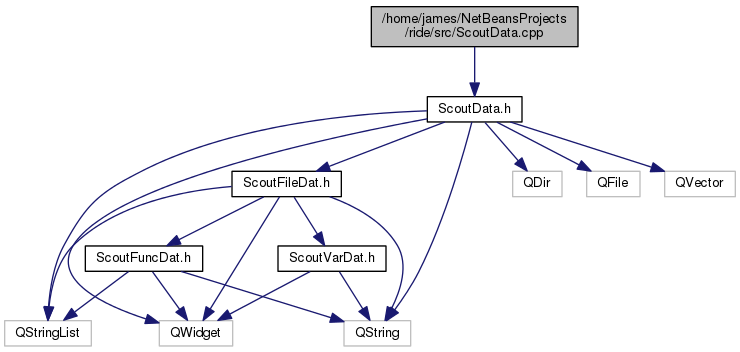 /home/james/NetBeansProjects
/ride/src/ScoutData.cpp
ScoutData.h
ScoutFileDat.h
QDir
QFile
QVector
ScoutFuncDat.h
ScoutVarDat.h
QStringList
QWidget
QString